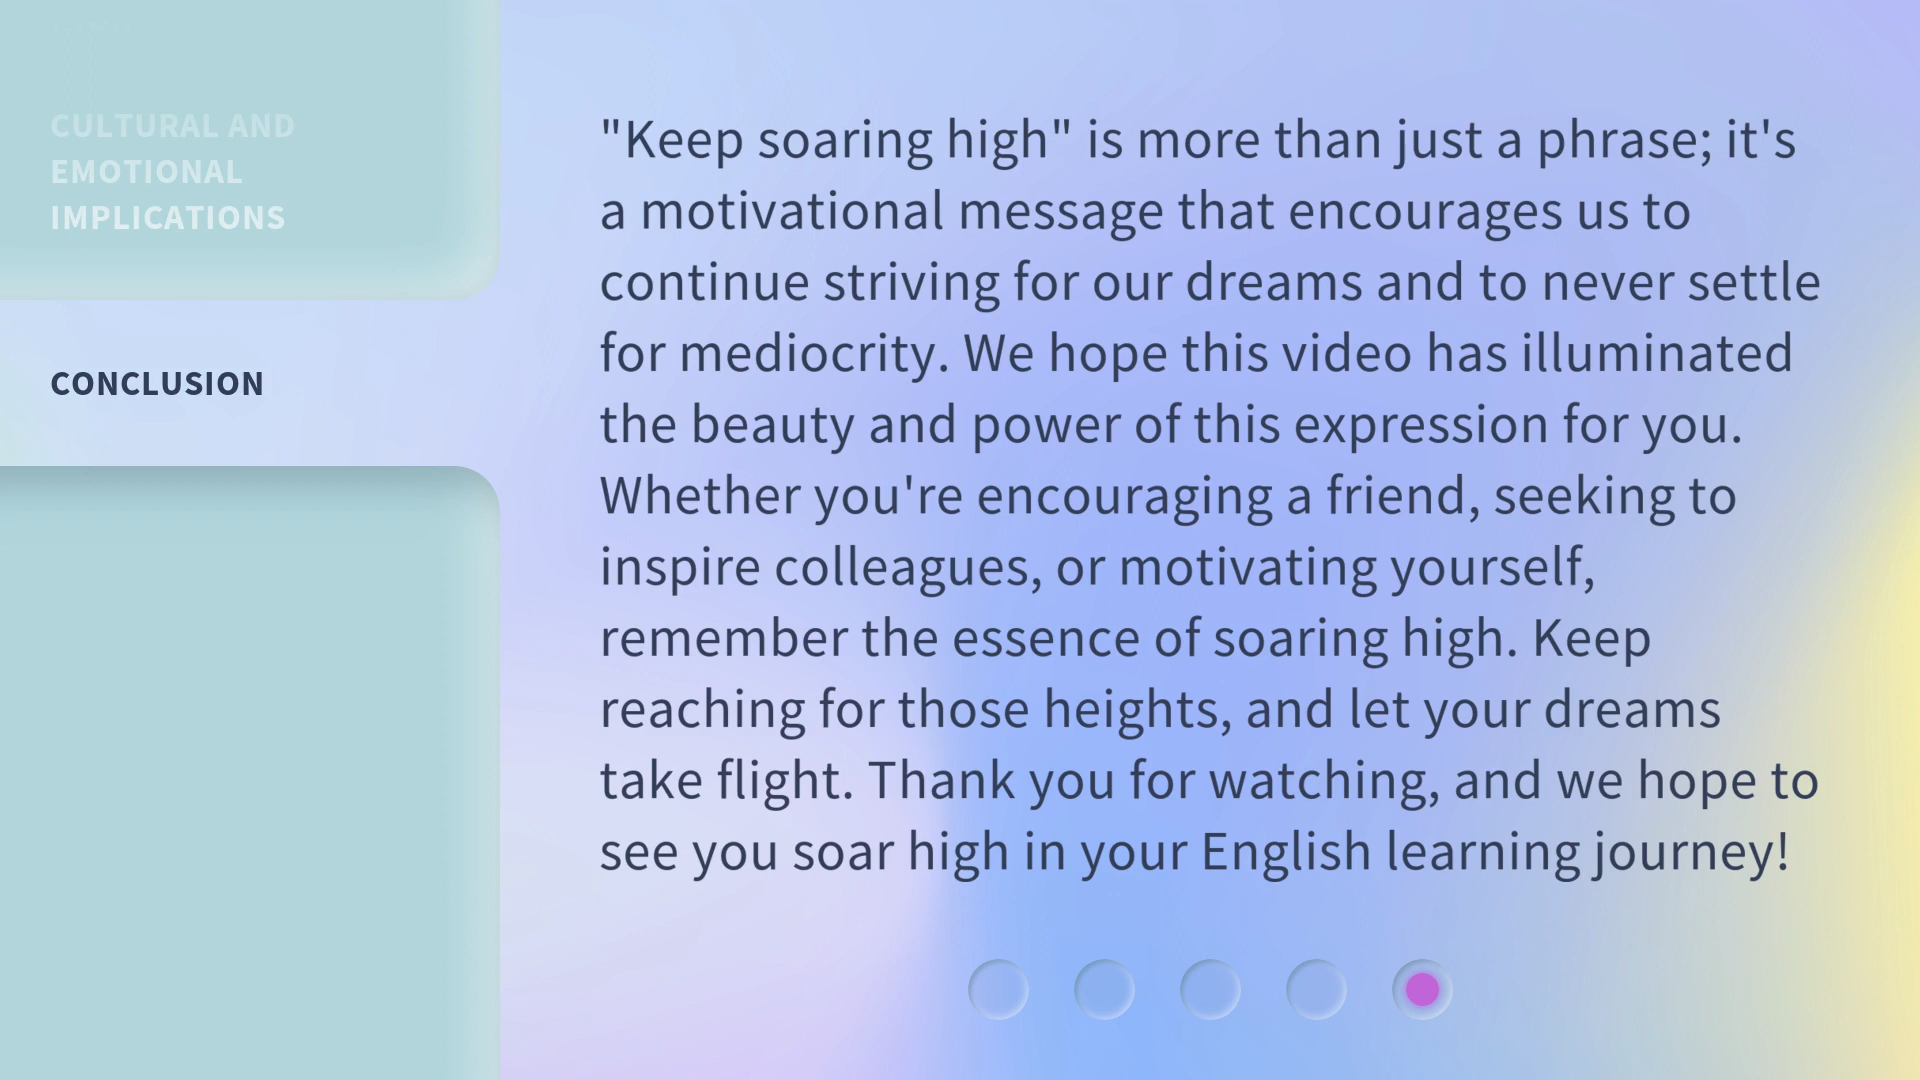 CULTURAL AND
EMOTIONAL
IMPLICATIONS
CONCLUSION
"Keep soaring high" is more than just a phrase; it's
a motivational message that encourages us to
continue striving for our dreams and to never settle
for mediocrity. We hope this video has illuminated
the beauty and power of this expression for you.
Whether you're encouraging a friend, seeking to
inspire colleagues, or motivating yourself,
remember the essence of soaring high. Keep
reaching for those heights, and let your dreams
take flight. Thank you for watching, and we hope to
see you soar high in your English learning journey!